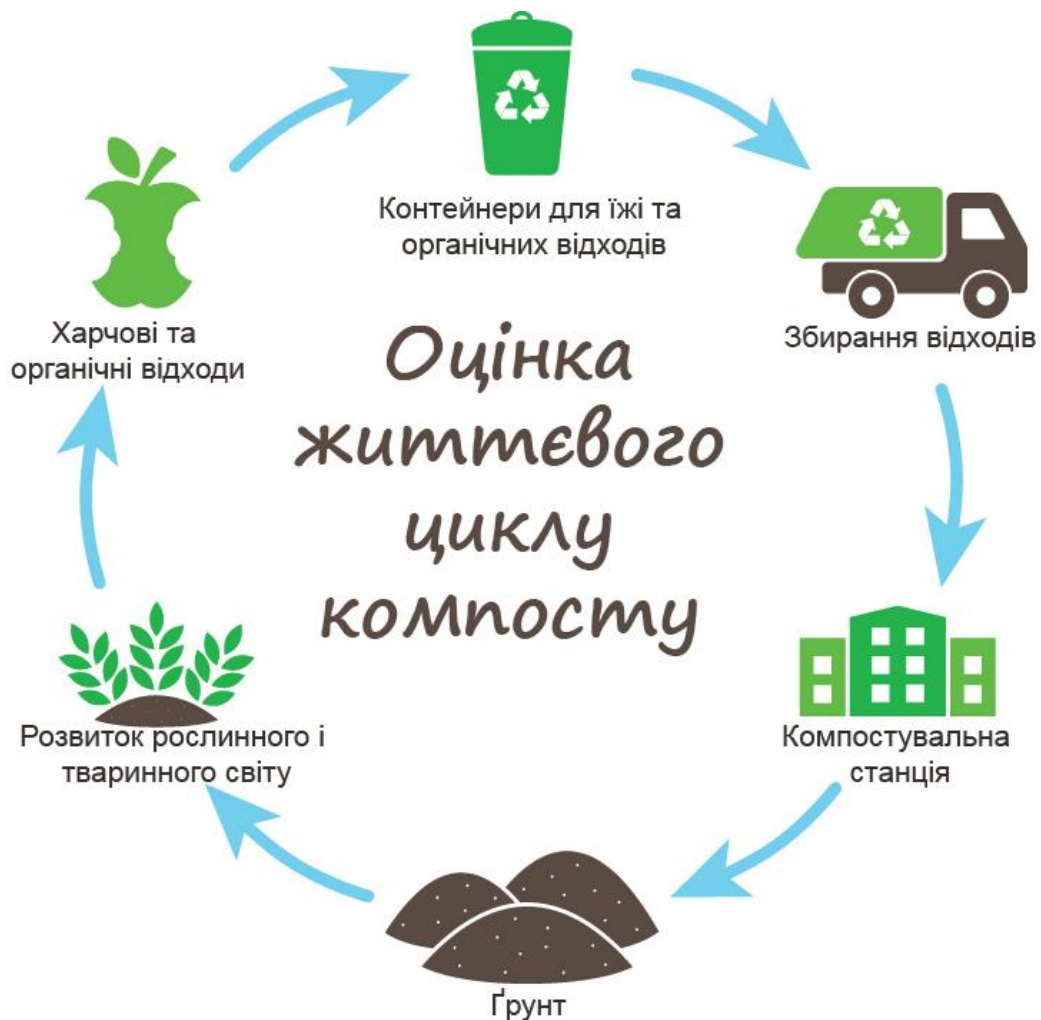 Контейнери для їжі та
органічних відходів
Збирання відходів
Компостувальна
станція
Ґрунт
Розвиток рослинного і
тваринного світу
Харчові та
органічні відходи
Оцінка
життєвого
циклу
компосту